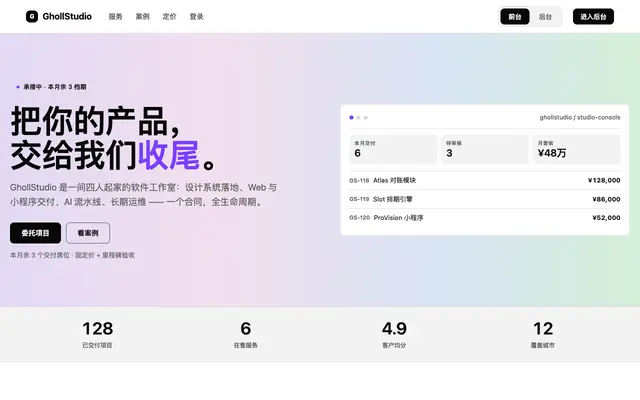 G GhollStudio 服务 案例 定价 登录 前台 后台 进入后台
承接中 · 本月余 3 档期
把你的产品，
交给我们收尾。
GhollStudio 是一间四人起家的软件工作室：设计系统落地、Web 与
小程序交付、AI 流水线、长期运维 —— 一个合同，全生命周期。
委托项目 看案例
本月余 3 个交付席位 · 固定价 + 里程碑验收
ghollstudio / studio-console
本月交付 待审稿 月营收
6 3 ¥48万
GS-118 Atlas 对账模块 ¥128,000
GS-119 Slot 排期引擎 ¥86,000
GS-120 ProVision 小程序 ¥52,000
128 6 4.9 12
已交付项目 在售服务 客户均分 覆盖城市